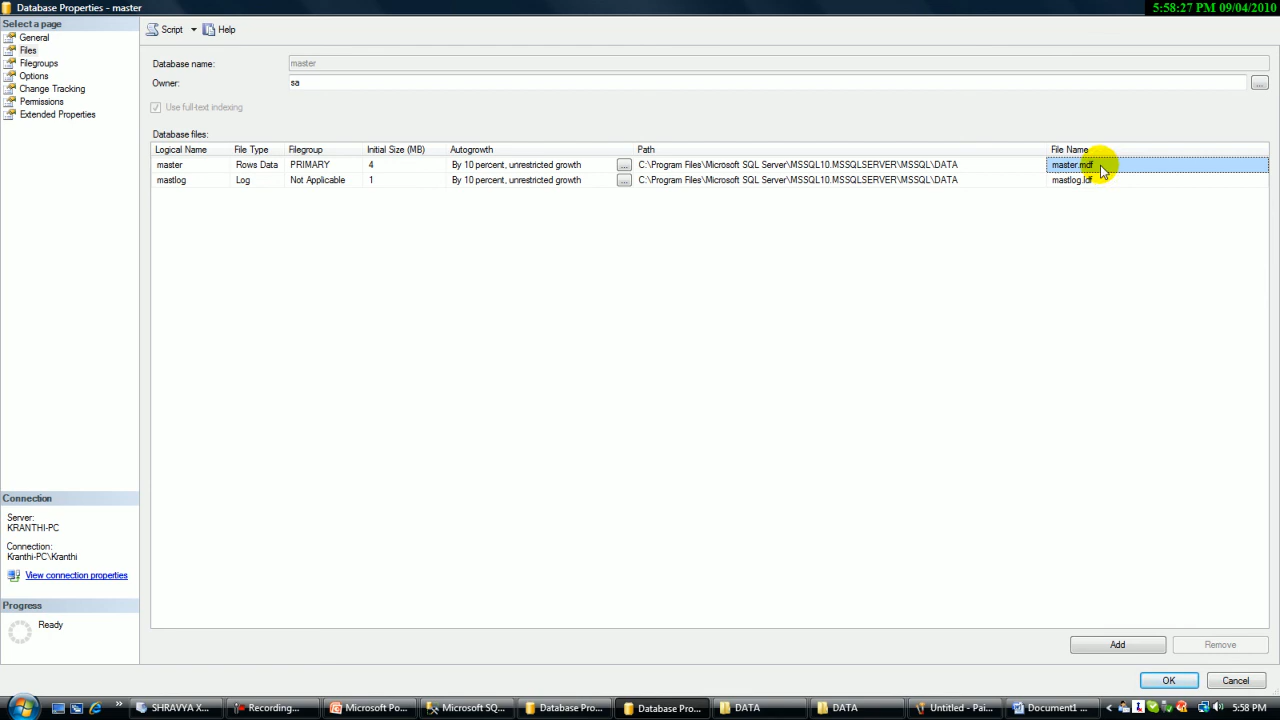 Database Properties - master
5:58:27 PM 09/04/2010
Select a page
General
Files
Filegroups
Options
Change Tracking
Permissions
Extended Properties
Script
Help
Database name: master
Owner: sa ...
Use full-text indexing
Database files:
Logical Name File Type Filegroup Initial Size (MB) Autogrowth Path File Name
master Rows Data PRIMARY 4 By 10 percent, unrestricted growth ... C:\Program Files\Microsoft SQL Server\MSSQL10.MSSQLSERVER\MSSQL\DATA master.mdf
mastlog Log Not Applicable 1 By 10 percent, unrestricted growth ... C:\Program Files\Microsoft SQL Server\MSSQL10.MSSQLSERVER\MSSQL\DATA mastlog.ldf
Connection
Server:
KRANTHI-PC
Connection:
Kranthi-PC\Kranthi
View connection properties
Progress
Ready
Add Remove
OK Cancel
» SHRAVYA X... Recording... Microsoft Po... Microsoft SQ... Database Pro... Database Pro... DATA DATA Untitled - Pai... Document1 ... 5:58 PM